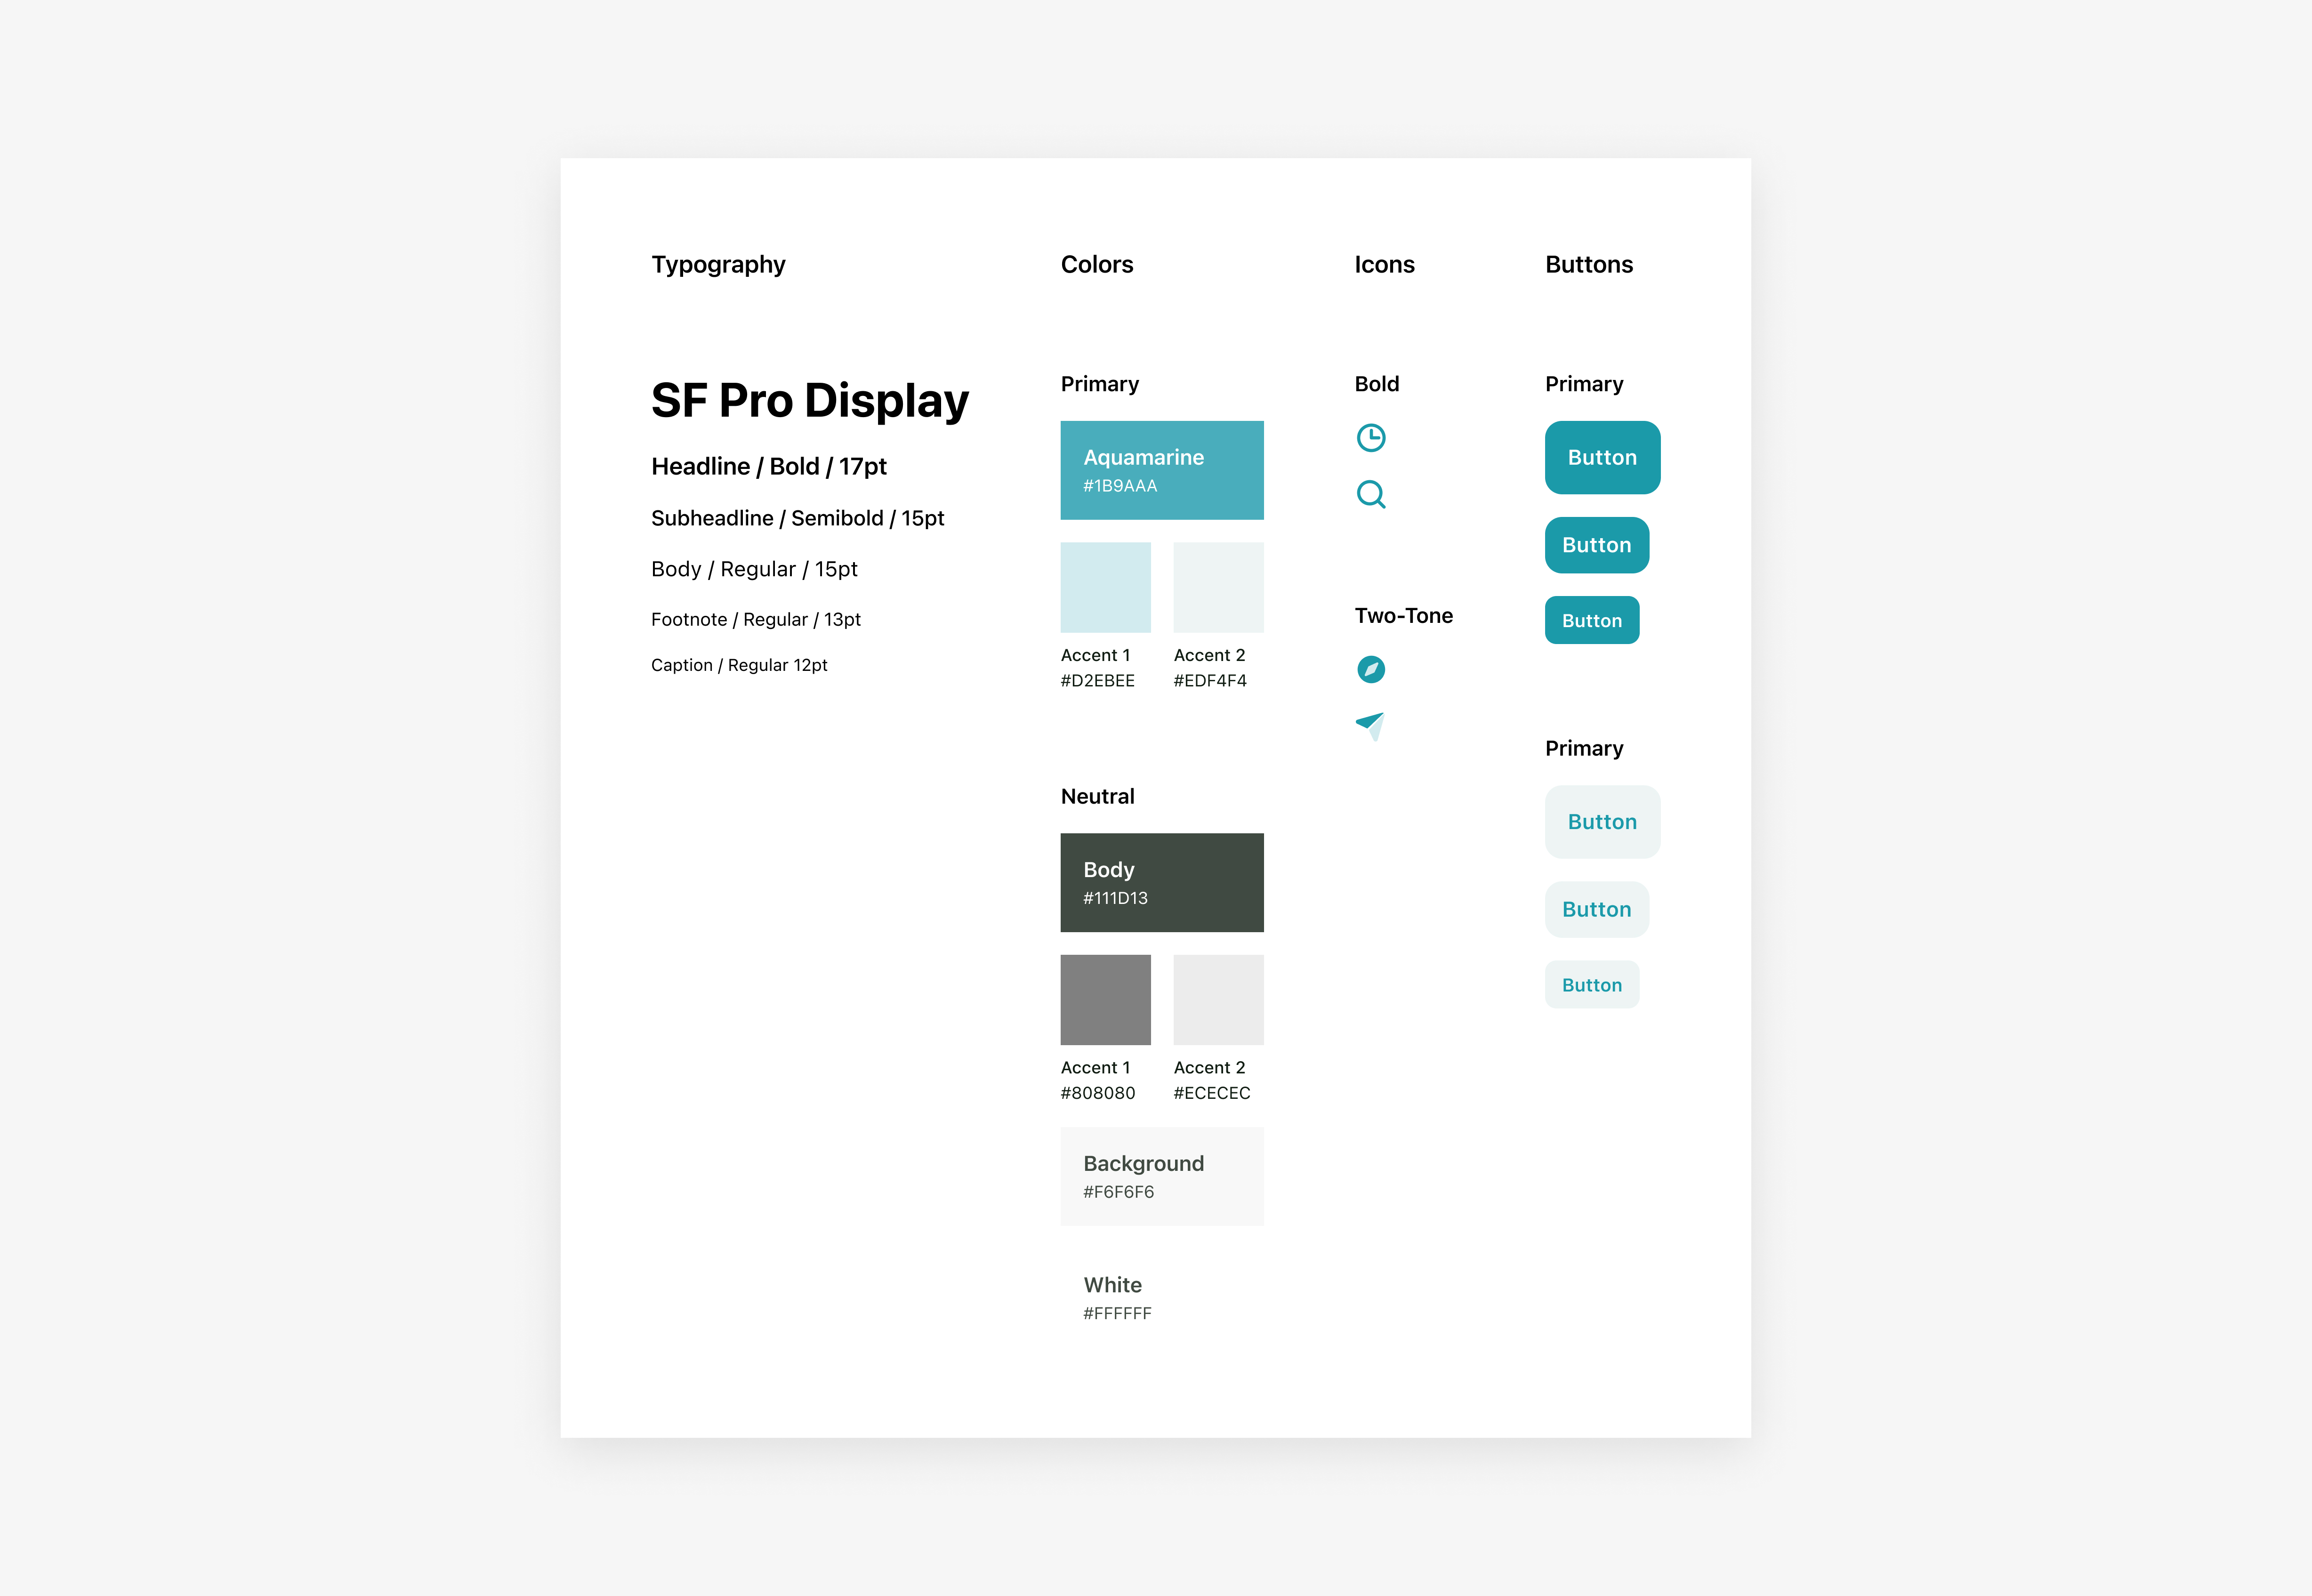 Typography
SF Pro Display
Headline / Bold / 17pt
Subheadline / Semibold / 15pt
Body / Regular / 15pt
Footnote / Regular / 13pt
Caption / Regular 12pt
Colors
Primary
Aquamarine
#1B9AAA
Accent 1
#D2EBEE
Accent 2
#EDF4F4
Neutral
Body
#111D13
Accent 1
#808080
Accent 2
#ECECEC
Background
#F6F6F6
White
#FFFFFF
Icons
Bold
Two-Tone
Buttons
Primary
Button
Button
Button
Primary
Button
Button
Button